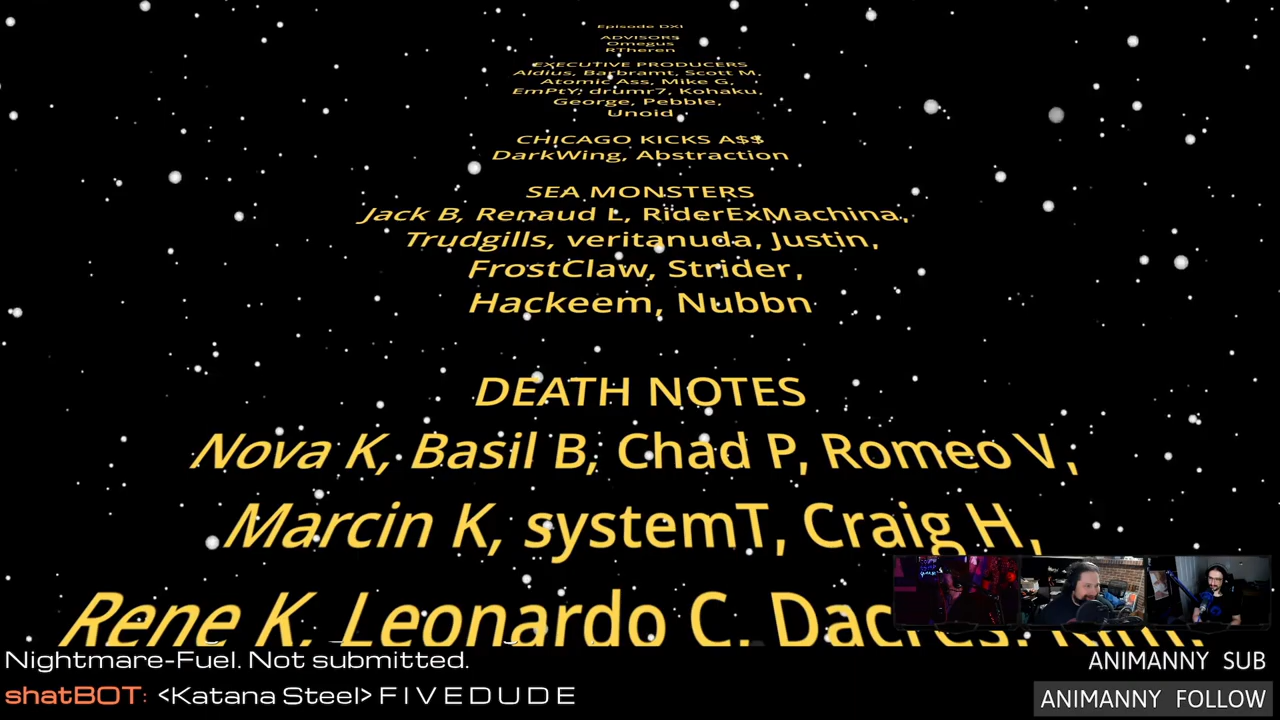 Episode DXI
ADVISORS
Omegus
RTheren
EXECUTIVE PRODUCERS
Aldius, Barbramt, Scott M,
Atomic Ass, Mike G,
EmPtY, drumr7, Kohaku,
George, Pebble,
Unoid
CHICAGO KICKS A$$
DarkWing, Abstraction
SEA MONSTERS
Jack B, Renaud L, RiderExMachina,
Trudgills, veritanuda, Justin,
FrostClaw, Strider,
Hackeem, Nubbn
DEATH NOTES
Nova K, Basil B, Chad P, Romeo V,
Marcin K, systemT, Craig H,
Rene K, Leonardo C,
Nightmare-Fuel. Not submitted.
ANIMANNY SUB
shatBOT: <Katana Steel> F I V E D U D E
ANIMANNY FOLLOW